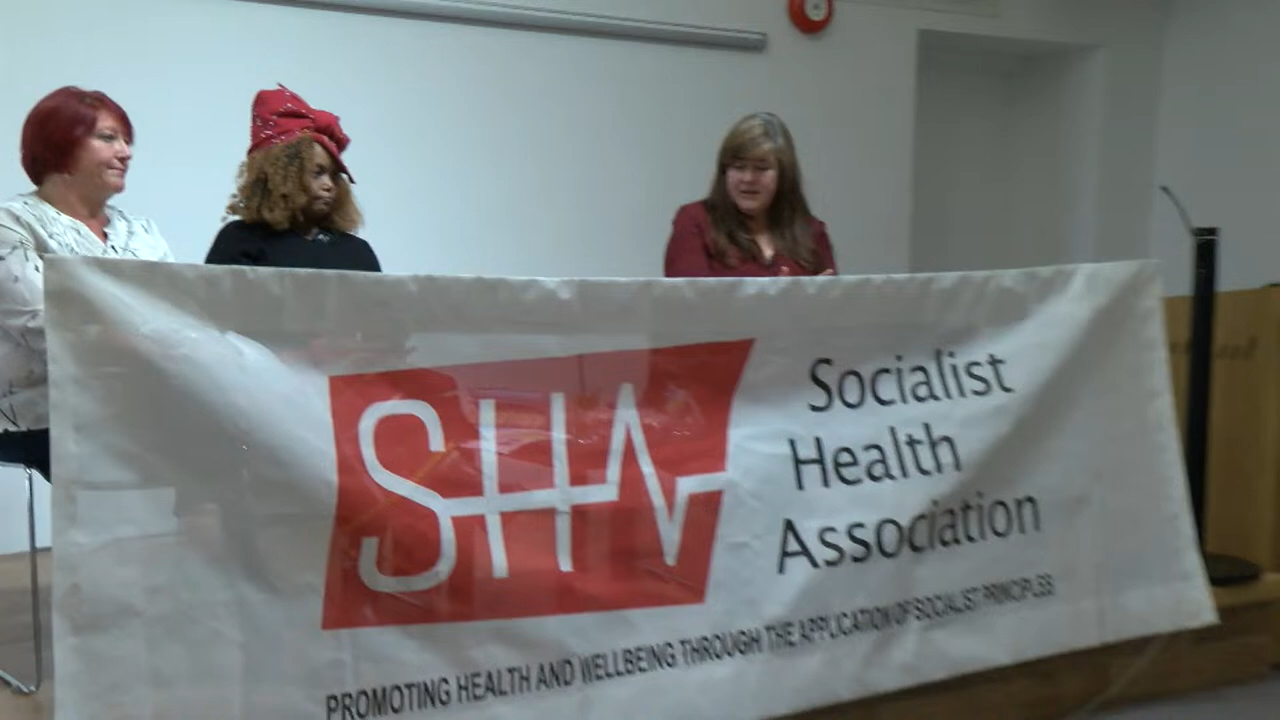 SHA
Socialist
Health
Association
PROMOTING HEALTH AND WELLBEING THROUGH THE APPLICATION OF SOCIALIST PRINCIPLES